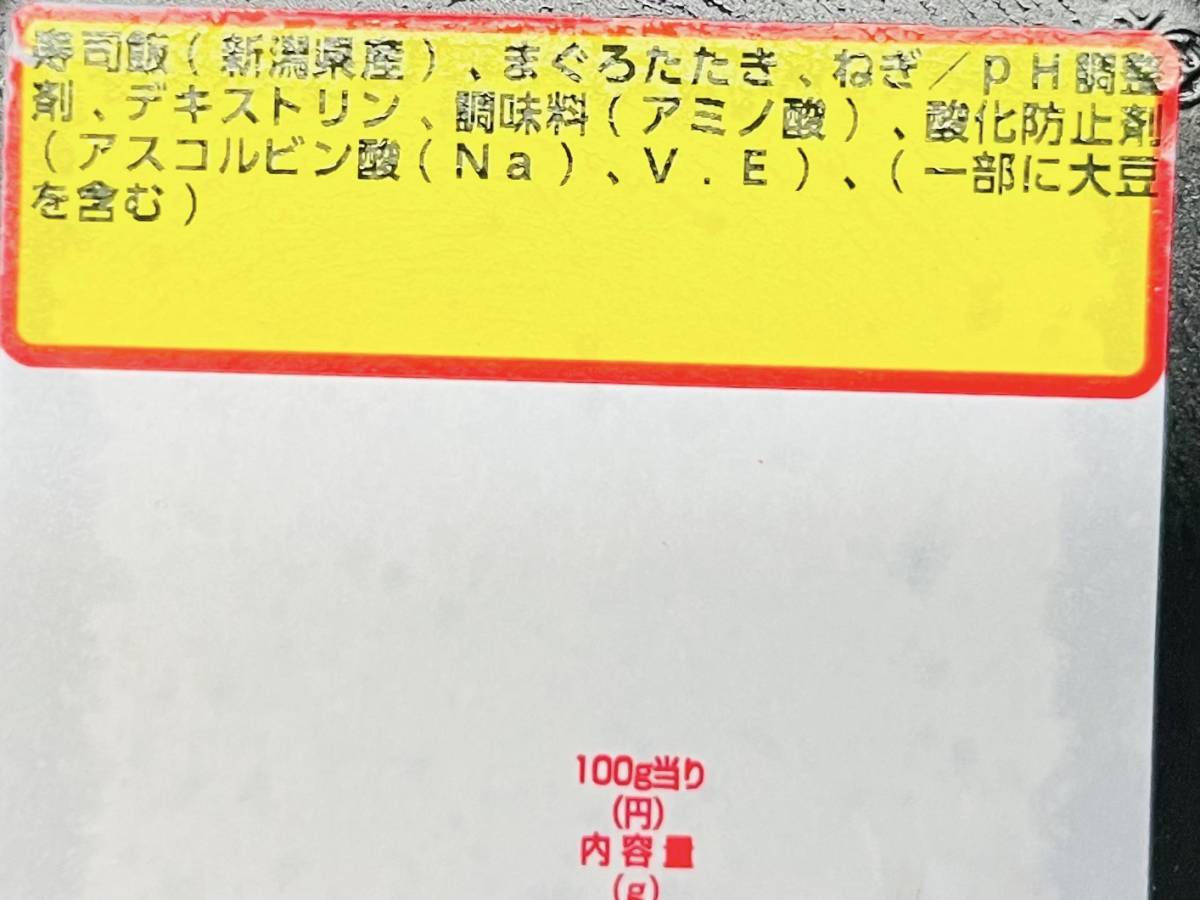 寿司飯(新潟県産)、まぐろたたき、ねぎ/pH調整
剤、デキストリン、調味料(アミノ酸)、酸化防止剤
(アスコルビン酸(Na)、V.E)、(一部に大豆
を含む)
100g当り
(円)
内容量
(g)